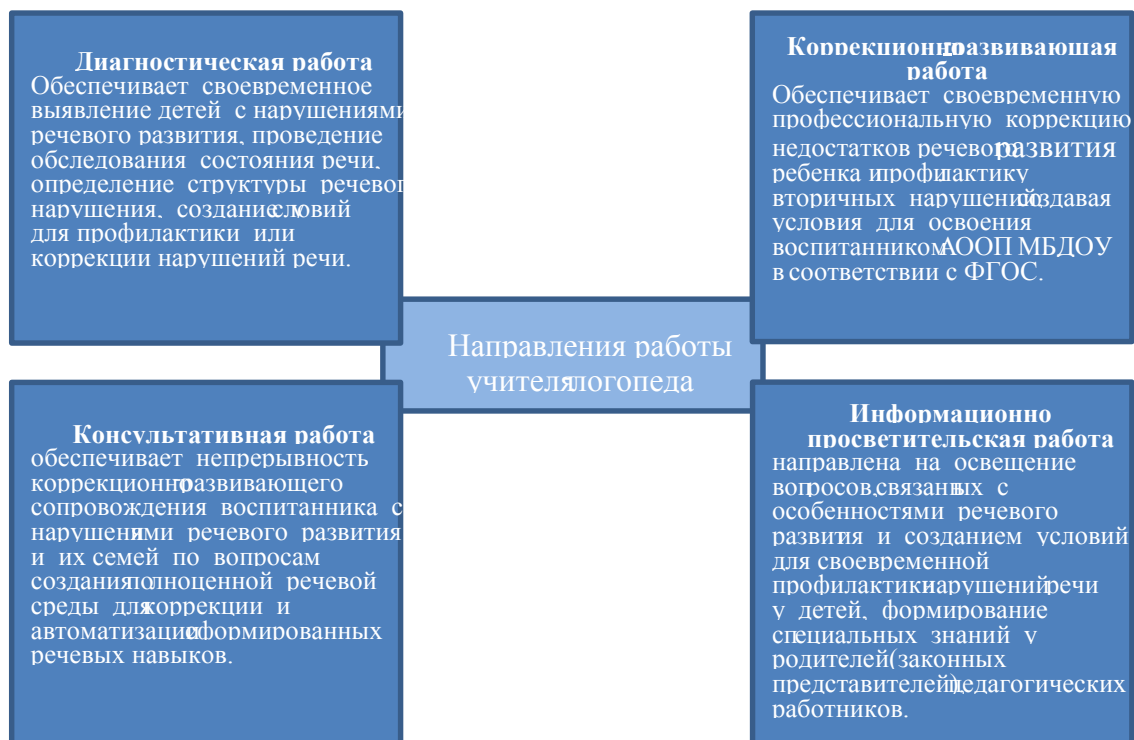 Диагностическая работа
Обеспечивает своевременное
выявление детей с нарушениями
речевого развития, проведение
обследования состояния речи,
определение структуры речевог
нарушения, создание условий
для профилактики или
коррекции нарушений речи.
Коррекционно развивающая
работа
Обеспечивает своевременную
профессиональную коррекцию
недостатков речевого развития
ребенка и профилактику
вторичных нарушений создавая
условия для освоения
воспитанником АООП МБДОУ
в соответствии с ФГОС.
Направления работы
учителя логопеда
Консультативная работа
обеспечивает непрерывность
коррекционно развивающего
сопровождения воспитанника с
нарушениями речевого развития
и их семей по вопросам
создания полноценной речевой
среды для коррекции и
автоматизации сформированных
речевых навыков.
Информационно
просветительская работа
направлена на освещение
вопросов, связанных с
особенностями речевого
развития и созданием условий
для своевременной
профилактики нарушений речи
у детей, формирование
специальных знаний у
родителей (законных
представителей), педагогических
работников.